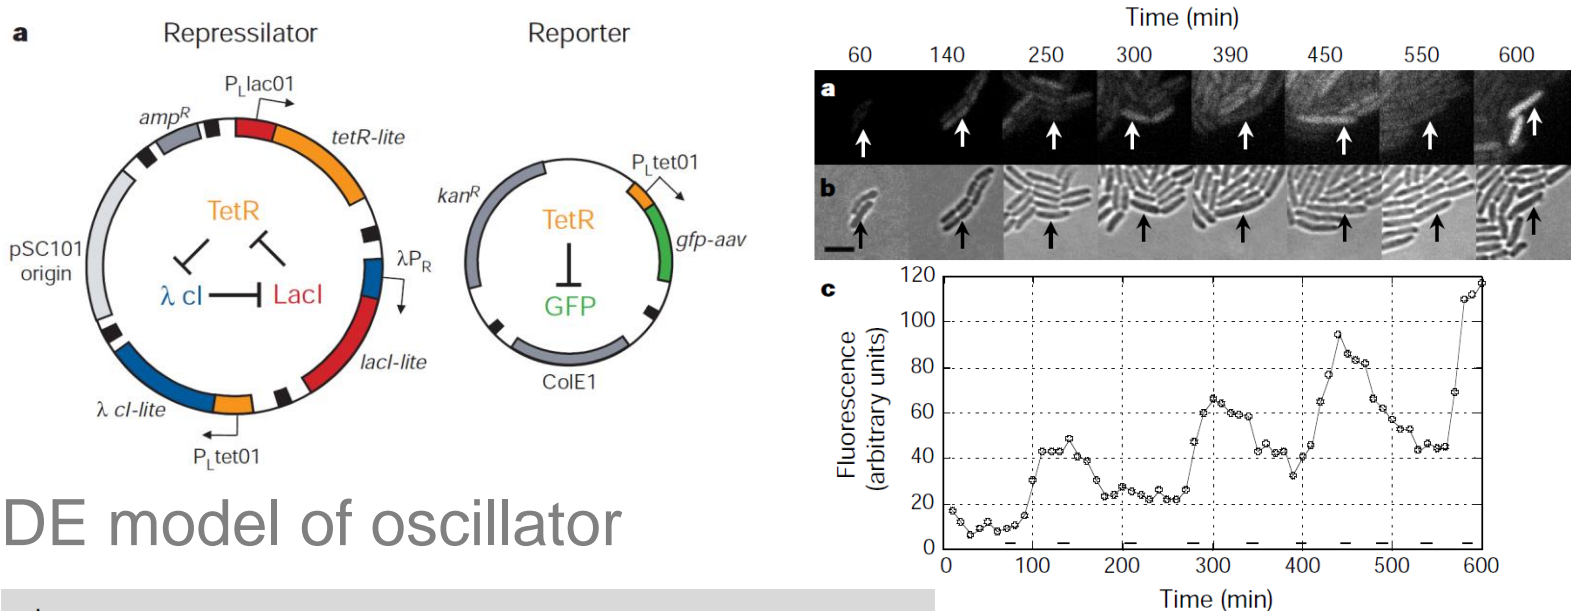 a
Repressilator
Reporter
PLlac01
ampR
tetR-lite
TetR
λ cI
LacI
λPR
pSC101
origin
lacI-lite
λ cI-lite
PLtet01
PLtet01
kanR
TetR
gfp-aav
GFP
ColE1
DE model of oscillator
Time (min)
60 140 250 300 390 450 550 600
a
b
c
Fluorescence
(arbitrary units)
120
100
80
60
40
20
0
0 100 200 300 400 500 600
Time (min)